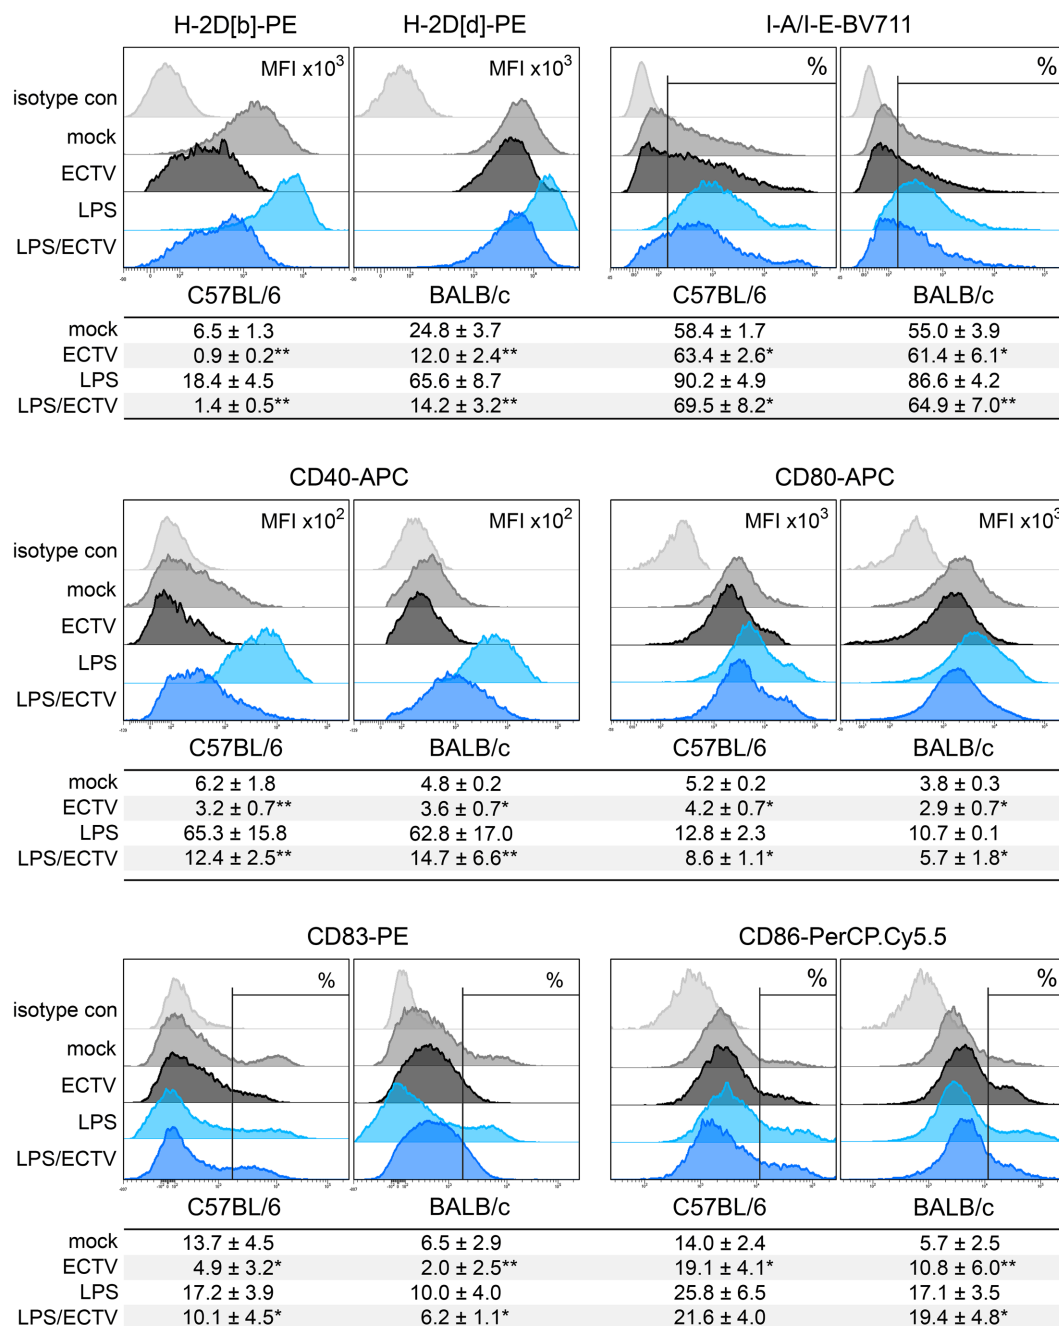 H-2D[b]-PE H-2D[d]-PE I-A/I-E-BV711
MFI x10³ MFI x10³ % %
isotype con
mock
ECTV
LPS
LPS/ECTV
C57BL/6 BALB/c C57BL/6 BALB/c
mock 6.5 ± 1.3 24.8 ± 3.7 58.4 ± 1.7 55.0 ± 3.9
ECTV 0.9 ± 0.2** 12.0 ± 2.4** 63.4 ± 2.6* 61.4 ± 6.1*
LPS 18.4 ± 4.5 65.6 ± 8.7 90.2 ± 4.9 86.6 ± 4.2
LPS/ECTV 1.4 ± 0.5** 14.2 ± 3.2** 69.5 ± 8.2* 64.9 ± 7.0**
CD40-APC CD80-APC
MFI x10² MFI x10² MFI x10³ MFI x10³
isotype con
mock
ECTV
LPS
LPS/ECTV
C57BL/6 BALB/c C57BL/6 BALB/c
mock 6.2 ± 1.8 4.8 ± 0.2 5.2 ± 0.2 3.8 ± 0.3
ECTV 3.2 ± 0.7** 3.6 ± 0.7* 4.2 ± 0.7* 2.9 ± 0.7*
LPS 65.3 ± 15.8 62.8 ± 17.0 12.8 ± 2.3 10.7 ± 0.1
LPS/ECTV 12.4 ± 2.5** 14.7 ± 6.6** 8.6 ± 1.1* 5.7 ± 1.8*
CD83-PE CD86-PerCP.Cy5.5
% % % %
isotype con
mock
ECTV
LPS
LPS/ECTV
C57BL/6 BALB/c C57BL/6 BALB/c
mock 13.7 ± 4.5 6.5 ± 2.9 14.0 ± 2.4 5.7 ± 2.5
ECTV 4.9 ± 3.2* 2.0 ± 2.5** 19.1 ± 4.1* 10.8 ± 6.0**
LPS 17.2 ± 3.9 10.0 ± 4.0 25.8 ± 6.5 17.1 ± 3.5
LPS/ECTV 10.1 ± 4.5* 6.2 ± 1.1* 21.6 ± 4.0 19.4 ± 4.8*